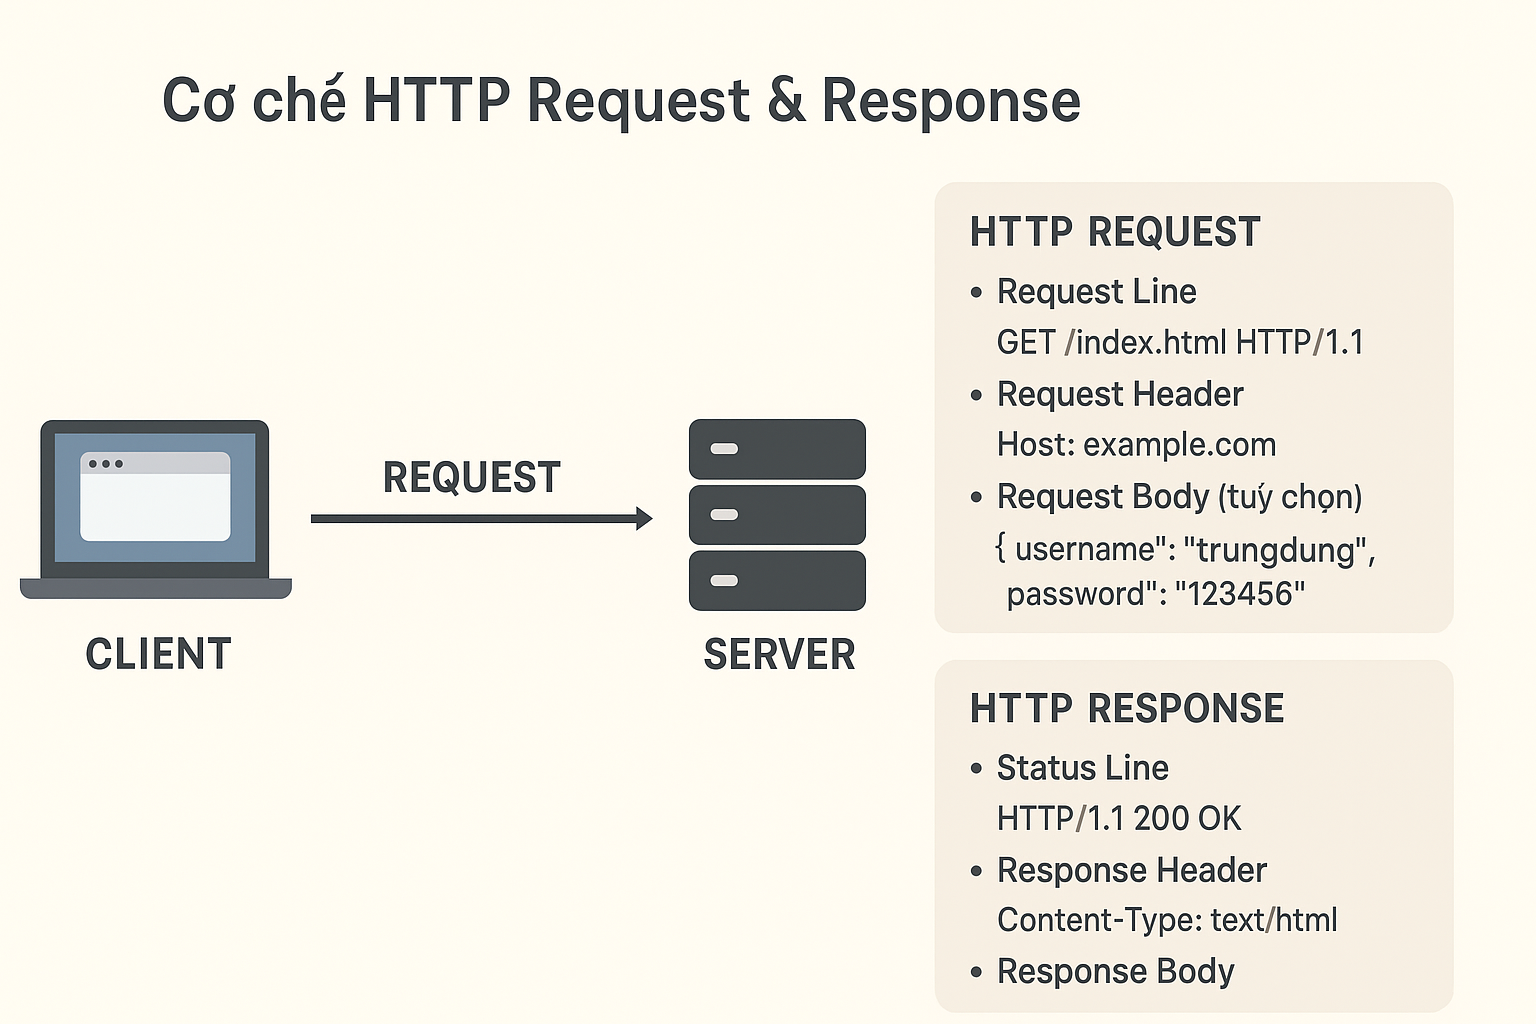 Cơ chế HTTP Request & Response
REQUEST
CLIENT
SERVER
HTTP REQUEST
• Request Line
GET /index.html HTTP/1.1
• Request Header
Host: example.com
• Request Body (tuý chọn)
{ username": "trungdung",
password": "123456"
HTTP RESPONSE
• Status Line
HTTP/1.1 200 OK
• Response Header
Content-Type: text/html
• Response Body